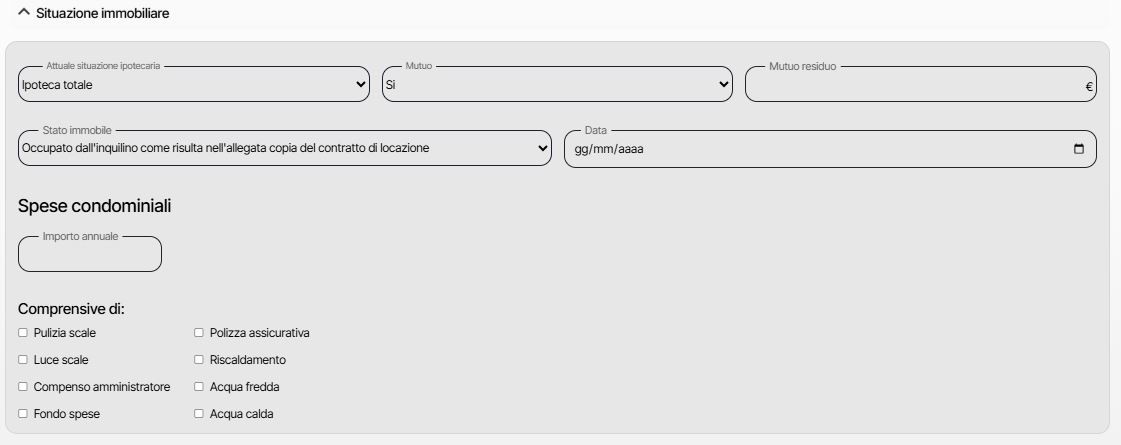 Situazione immobiliare
Attuale situazione ipotecaria Mutuo Mutuo residuo
Ipoteca totale Si €
Stato immobile Data
Occupato dall'inquilino come risulta nell'allegata copia del contratto di locazione gg/mm/aaaa
Spese condominiali
Importo annuale
Comprensive di:
Pulizia scale Polizza assicurativa
Luce scale Riscaldamento
Compenso amministratore Acqua fredda
Fondo spese Acqua calda